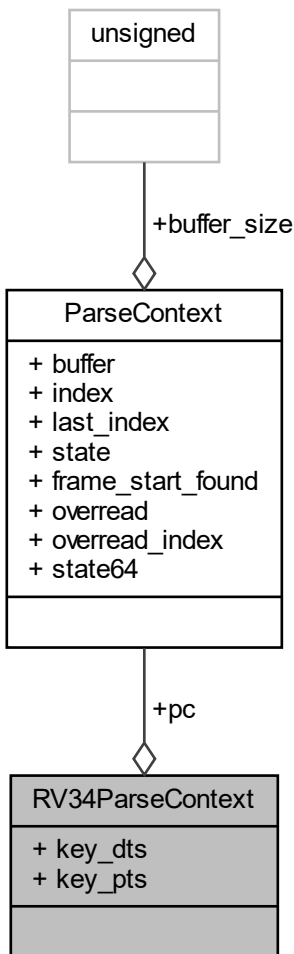 unsigned
+buffer_size
ParseContext
+ buffer
+ index
+ last_index
+ state
+ frame_start_found
+ overread
+ overread_index
+ state64
+pc
RV34ParseContext
+ key_dts
+ key_pts